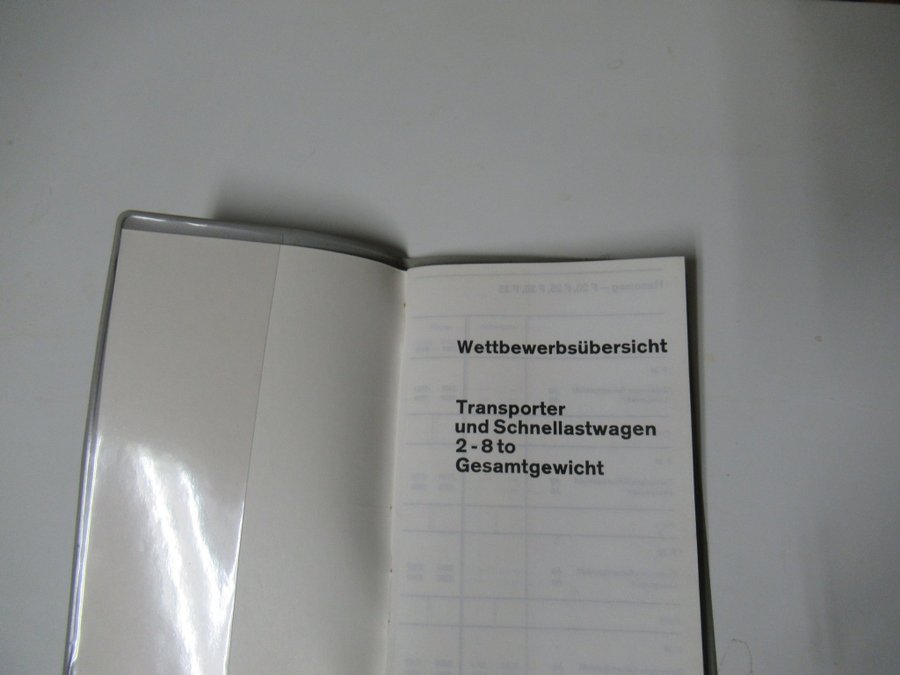 Wettbewerbsübersicht
Transporter
und Schnellastwagen
2-8 to
Gesamtgewicht